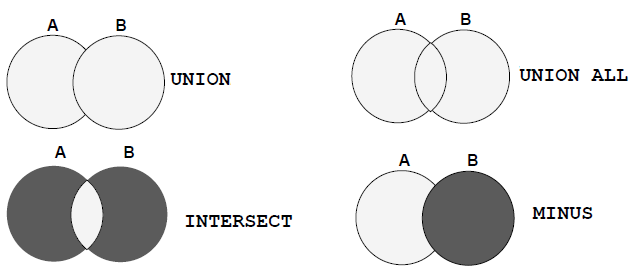 A B
UNION
A B
UNION ALL
A B
INTERSECT
A B
MINUS